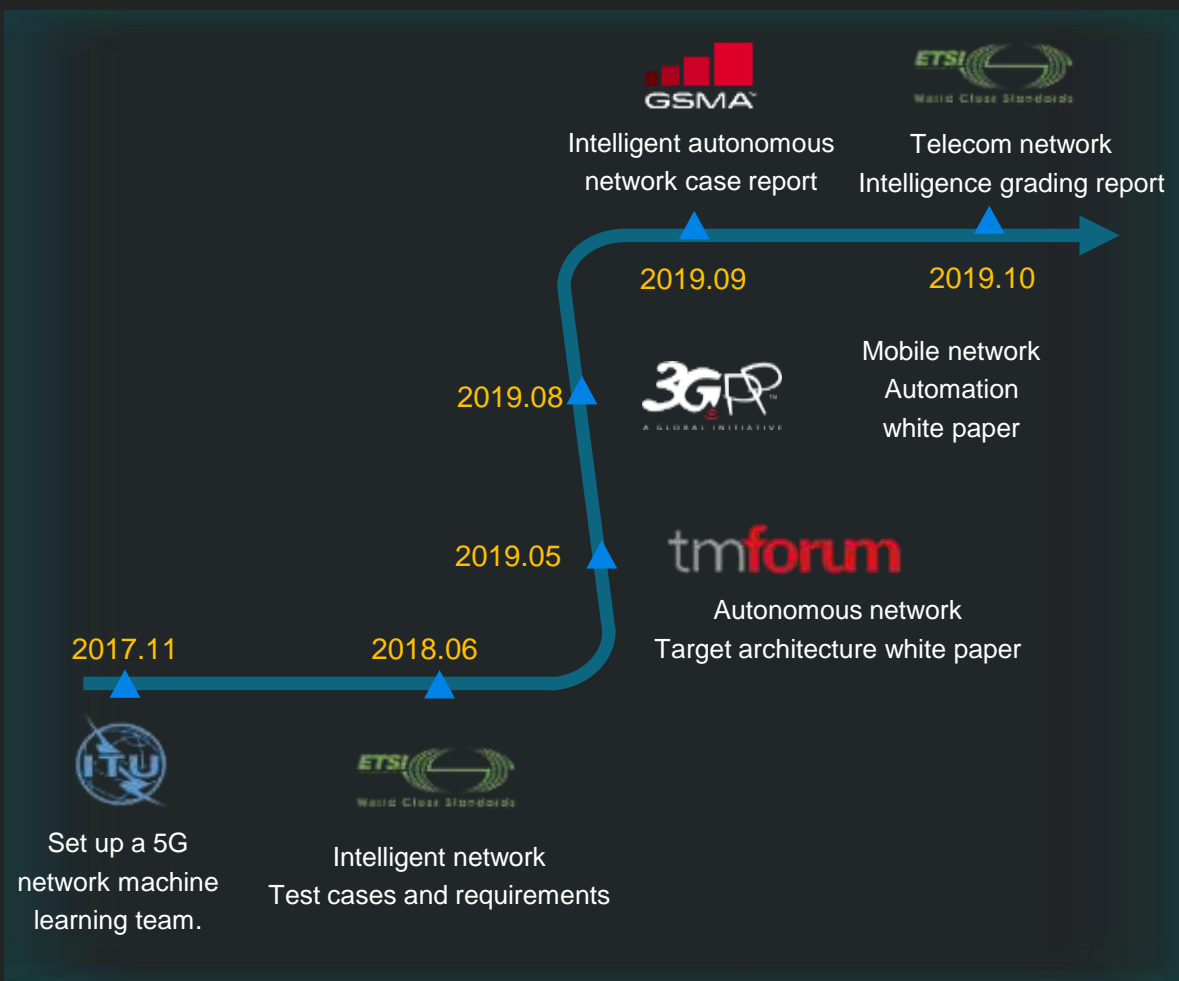 GSMA™
Intelligent autonomous
network case report
ETSI
World Class Standards
Telecom network
Intelligence grading report
2019.09
2019.10
2019.08
3GPP™
A GLOBAL INITIATIVE
Mobile network
Automation
white paper
2019.05
tmforum
Autonomous network
Target architecture white paper
2017.11
2018.06
ITU
Set up a 5G
network machine
learning team.
ETSI
World Class Standards
Intelligent network
Test cases and requirements